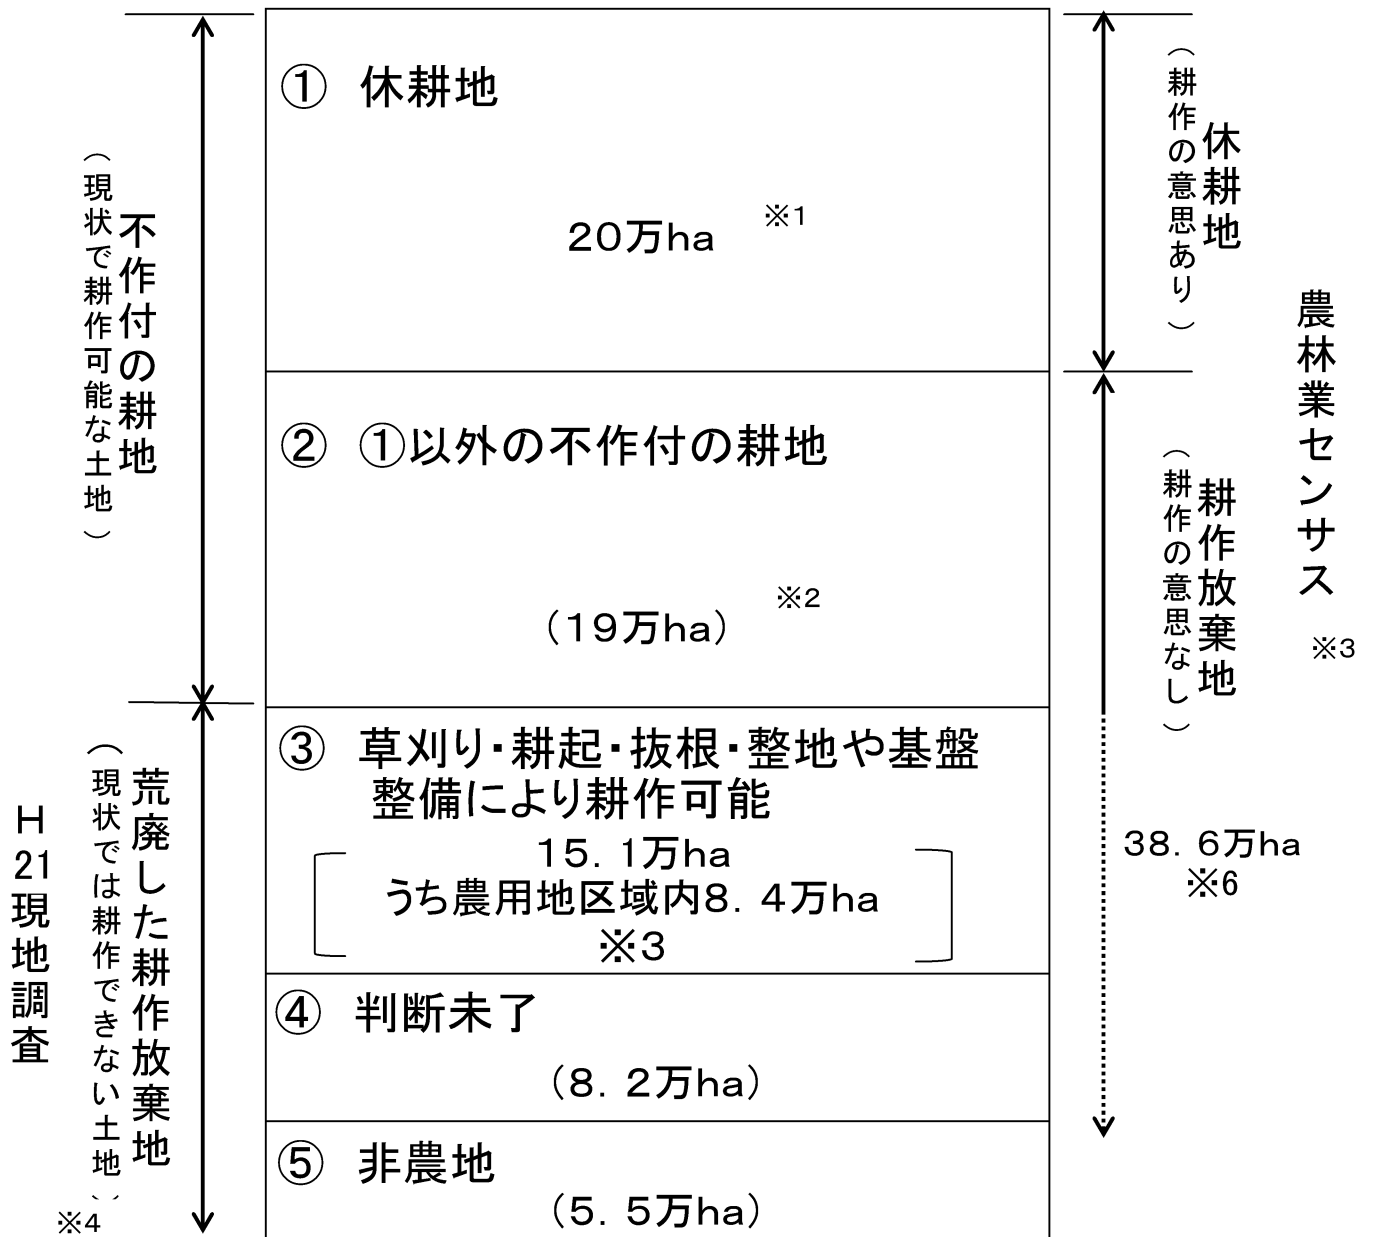 ① 休耕地
20万ha ※1
② ①以外の不作付の耕地
（19万ha） ※2
③ 草刈り・耕起・抜根・整地や基盤
整備により耕作可能
15．1万ha
うち農用地区域内8．4万ha
※3
④ 判断未了
（8．2万ha）
⑤ 非農地
（5．5万ha）
不作付の耕地
（現状で耕作可能な土地）
荒廃した耕作放棄地
（現状では耕作できない土地）
H21現地調査
※4
休耕地
（耕作の意思あり）
耕作放棄地
（耕作の意思なし）
農林業センサス
※3
38．6万ha
※6